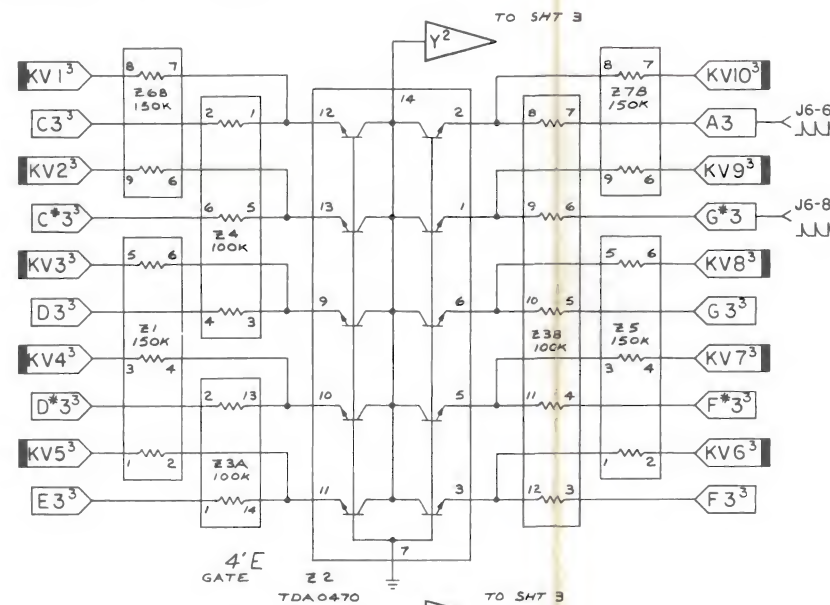 TO SHT 3
Y²
KV1³ 8 7 Z6B 150K 14 8 7 KV10³
C3³ 2 1 12 2 8 7 Z7B 150K A3 J6-6
KV2³ 9 6 9 6 KV9³
C#3³ 6 5 Z4 100K 13 1 9 6 G#3 J6-8
KV3³ 5 6 5 6 KV8³
D3³ 4 3 9 6 10 5 G3³
Z1 150K Z3B 100K Z5 150K
KV4³ 3 4 3 4 KV7³
D#3³ 2 13 10 5 11 4 F#3³
KV5³ 1 2 Z3A 100K 1 2 KV6³
E3³ 1 14 11 3 12 3 F3³
4'E GATE
7
Z2 TDA0470
TO SHT 3